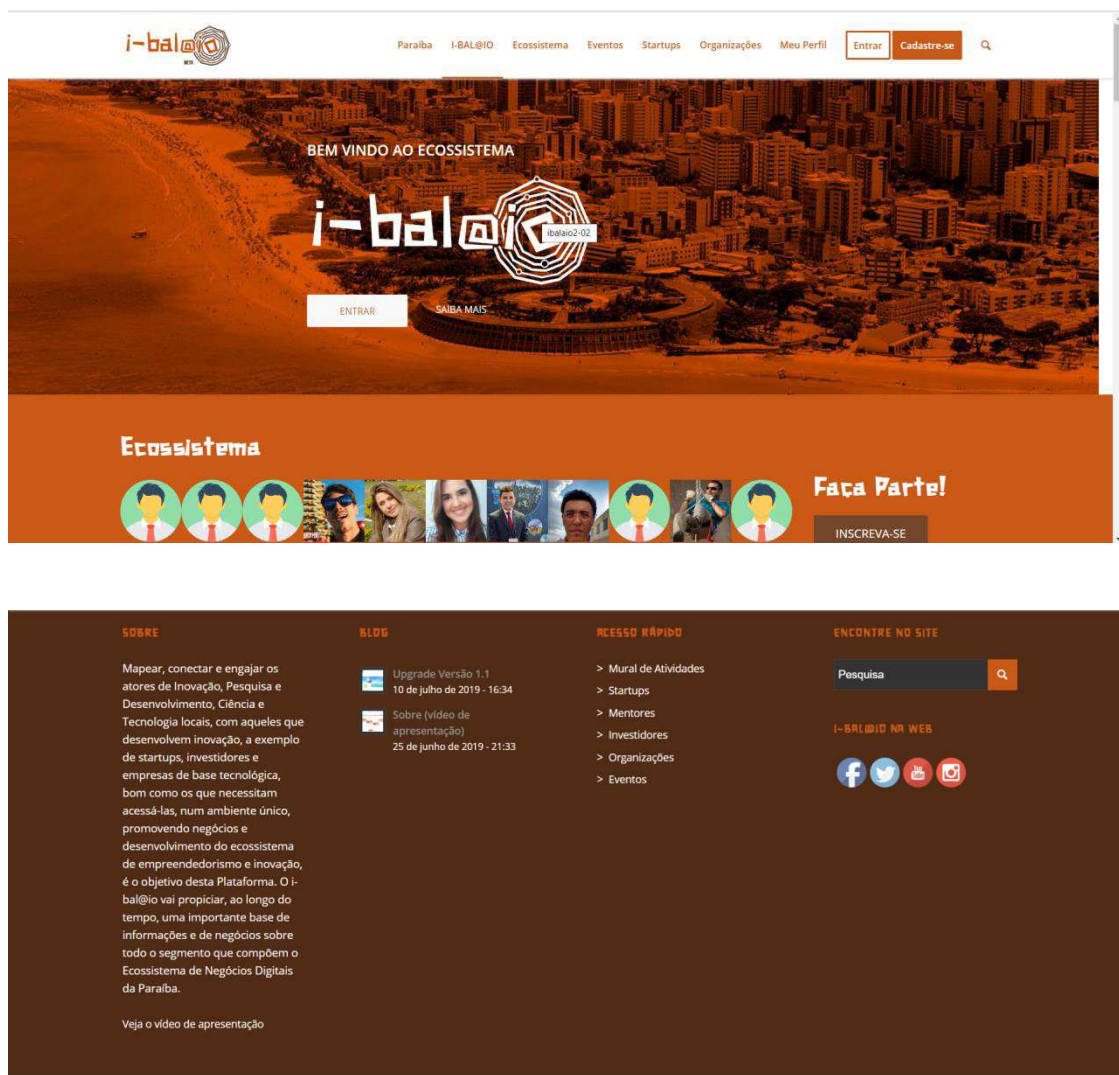 i-bal@io
BETA
Paraíba I-BAL@IO Ecossistema Eventos Startups Organizações Meu Perfil Entrar Cadastre-se
BEM VINDO AO ECOSSISTEMA
i-bal@io
ibalaio2-02
ENTRAR SAIBA MAIS
Ecossistema
Faça Parte!
INSCREVA-SE
SOBRE
Mapear, conectar e engajar os
atores de Inovação, Pesquisa e
Desenvolvimento, Ciência e
Tecnologia locais, com aqueles que
desenvolvem inovação, a exemplo
de startups, investidores e
empresas de base tecnológica,
bom como os que necessitam
acessá-las, num ambiente único,
promovendo negócios e
desenvolvimento do ecossistema
de empreendedorismo e inovação,
é o objetivo desta Plataforma. O i-
bal@io vai propiciar, ao longo do
tempo, uma importante base de
informações e de negócios sobre
todo o segmento que compõem o
Ecossistema de Negócios Digitais
da Paraíba.
Veja o vídeo de apresentação
BLOG
Upgrade Versão 1.1
10 de julho de 2019 - 16:34
Sobre (vídeo de
apresentação)
25 de junho de 2019 - 21:33
ACESSO RÁPIDO
> Mural de Atividades
> Startups
> Mentores
> Investidores
> Organizações
> Eventos
ENCONTRE NO SITE
Pesquisa
I-BAL@IO NA WEB
You Tube